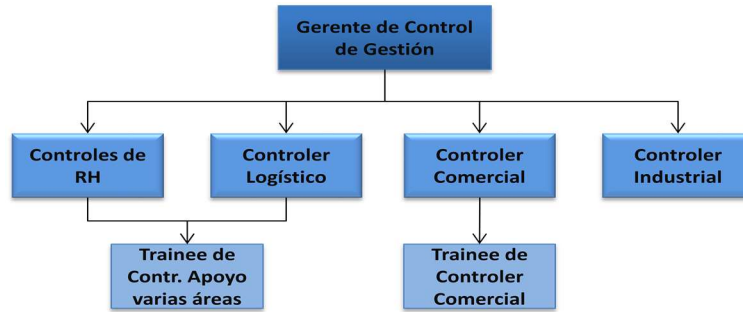 Gerente de Control
de Gestión
Controles de
RH
Controler
Logístico
Controler
Comercial
Controler
Industrial
Trainee de
Contr. Apoyo
varias áreas
Trainee de
Controler
Comercial